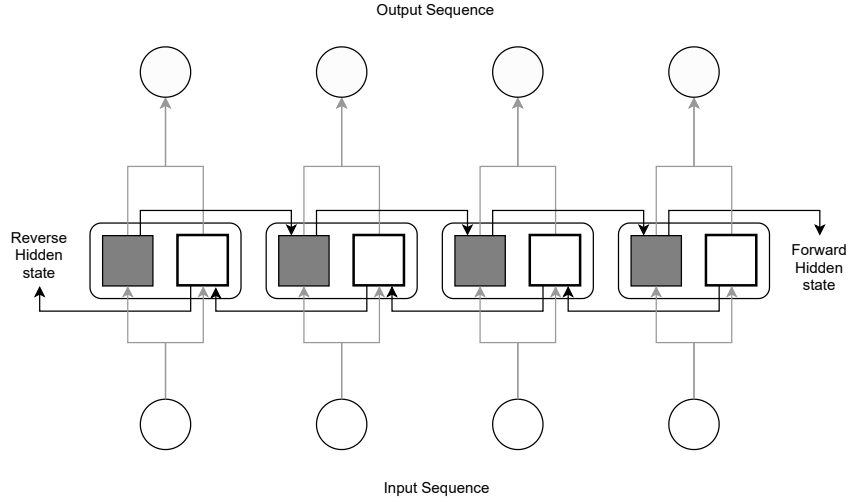 Output Sequence
Reverse
Hidden
state
Forward
Hidden
state
Input Sequence